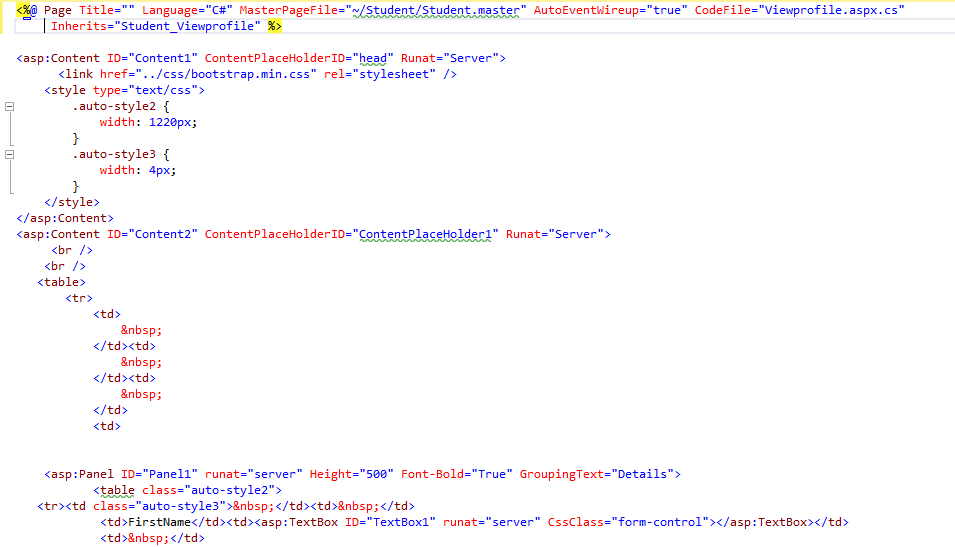 <%@ Page Title="" Language="C#" MasterPageFile="~/Student/Student.master" AutoEventWireup="true" CodeFile="Viewprofile.aspx.cs"
Inherits="Student_Viewprofile" %>
<asp:Content ID="Content1" ContentPlaceHolderID="head" Runat="Server">
<link href="../css/bootstrap.min.css" rel="stylesheet" />
<style type="text/css">
.auto-style2 {
width: 1220px;
}
.auto-style3 {
width: 4px;
}
</style>
</asp:Content>
<asp:Content ID="Content2" ContentPlaceHolderID="ContentPlaceHolder1" Runat="Server">
<br />
<br />
<table>
<tr>
<td>
&nbsp;
</td><td>
&nbsp;
</td><td>
&nbsp;
</td>
<td>
<asp:Panel ID="Panel1" runat="server" Height="500" Font-Bold="True" GroupingText="Details">
<table class="auto-style2">
<tr><td class="auto-style3">&nbsp;</td><td>&nbsp;</td>
<td>FirstName</td><td><asp:TextBox ID="TextBox1" runat="server" CssClass="form-control"></asp:TextBox></td>
<td>&nbsp;</td>